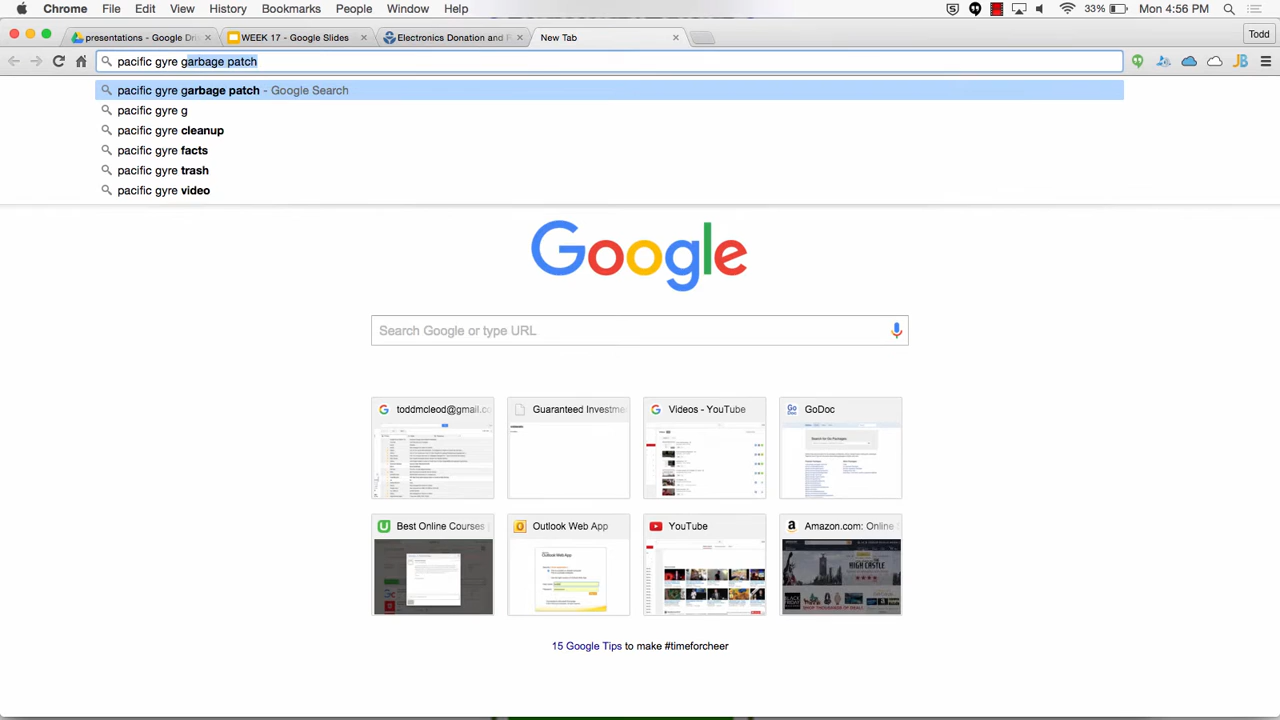 Chrome File Edit View History Bookmarks People Window Help 33% Mon 4:56 PM
presentations - Google Dri WEEK 17 - Google Slides Electronics Donation and New Tab Todd
pacific gyre garbage patch JB
pacific gyre garbage patch - Google Search
pacific gyre g
pacific gyre cleanup
pacific gyre facts
pacific gyre trash
pacific gyre video
Google
Search Google or type URL
toddmcleod@gmail.co Guaranteed Investme Videos - YouTube GoDoc
Best Online Courses Outlook Web App YouTube Amazon.com: Online
15 Google Tips to make #timeforcheer